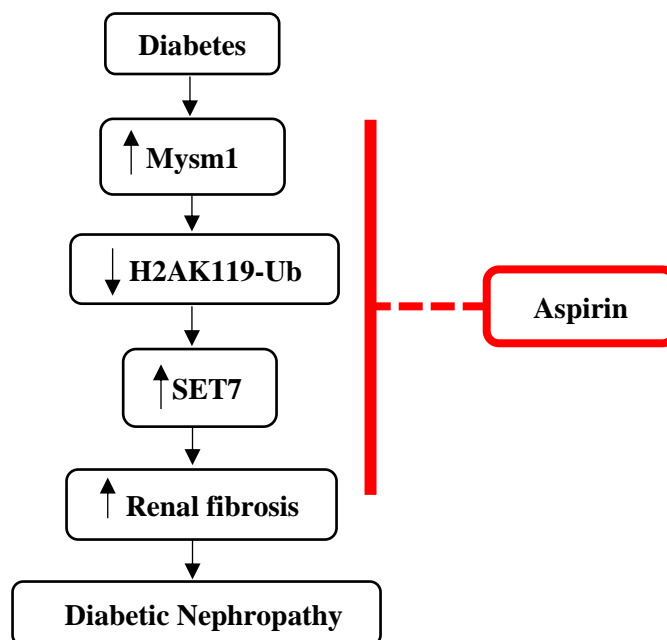 Diabetes
↑ Mysm1
↓ H2AK119-Ub
Aspirin
↑ SET7
↑ Renal fibrosis
Diabetic Nephropathy